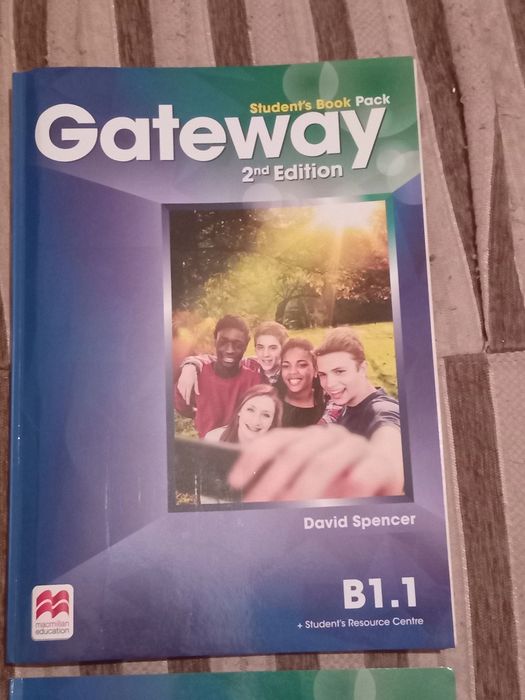 Student's Book Pack
Gateway
2nd Edition
David Spencer
B1.1
+ Student's Resource Centre
macmillan
education